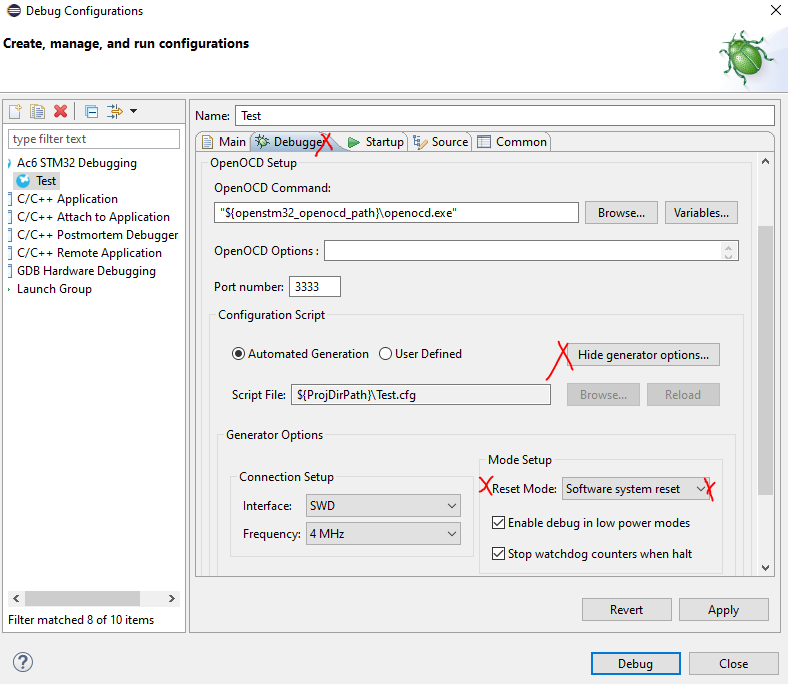 Debug Configurations
Create, manage, and run configurations
type filter text
Ac6 STM32 Debugging
Test
C/C++ Application
C/C++ Attach to Application
C/C++ Postmortem Debugger
C/C++ Remote Application
GDB Hardware Debugging
Launch Group
Filter matched 8 of 10 items
Name: Test
Main Debugger Startup Source Common
OpenOCD Setup
OpenOCD Command:
"${openstm32_openocd_path}\openocd.exe" Browse... Variables...
OpenOCD Options :
Port number: 3333
Configuration Script
Automated Generation User Defined Hide generator options...
Script File: ${ProjDirPath}\Test.cfg Browse... Reload
Generator Options
Connection Setup
Interface: SWD
Frequency: 4 MHz
Mode Setup
Reset Mode: Software system reset
Enable debug in low power modes
Stop watchdog counters when halt
Revert Apply
? Debug Close